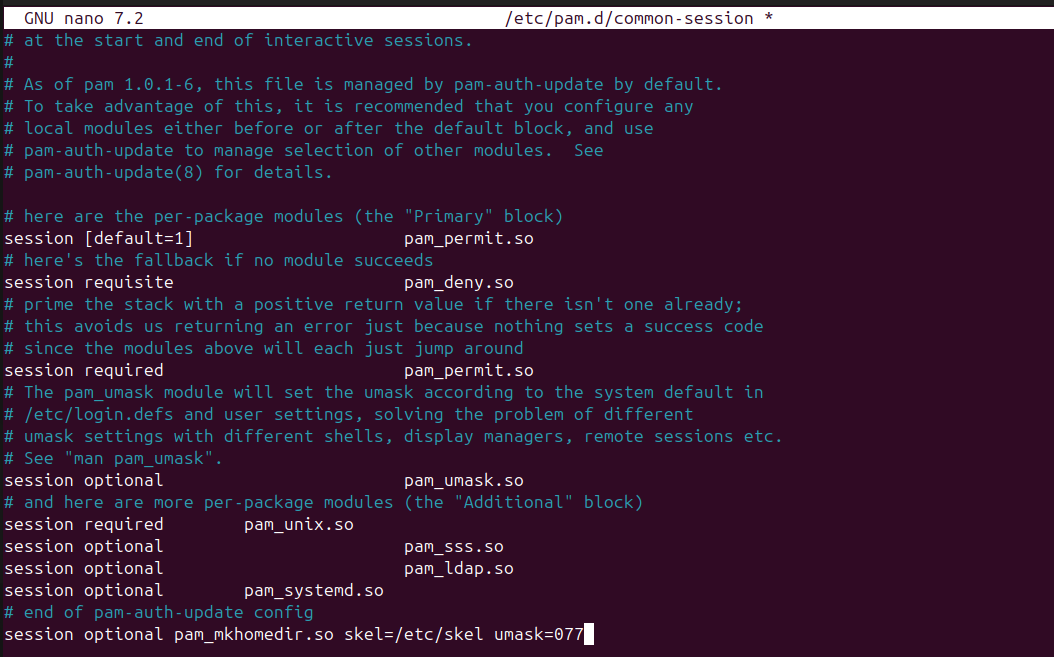 GNU nano 7.2 /etc/pam.d/common-session *
# at the start and end of interactive sessions.
#
# As of pam 1.0.1-6, this file is managed by pam-auth-update by default.
# To take advantage of this, it is recommended that you configure any
# local modules either before or after the default block, and use
# pam-auth-update to manage selection of other modules.  See
# pam-auth-update(8) for details.

# here are the per-package modules (the "Primary" block)
session [default=1]                     pam_permit.so
# here's the fallback if no module succeeds
session requisite                       pam_deny.so
# prime the stack with a positive return value if there isn't one already;
# this avoids us returning an error just because nothing sets a success code
# since the modules above will each just jump around
session required                        pam_permit.so
# The pam_umask module will set the umask according to the system default in
# /etc/login.defs and user settings, solving the problem of different
# umask settings with different shells, display managers, remote sessions etc.
# See "man pam_umask".
session optional                        pam_umask.so
# and here are more per-package modules (the "Additional" block)
session required        pam_unix.so
session optional                        pam_sss.so
session optional                        pam_ldap.so
session optional        pam_systemd.so
# end of pam-auth-update config
session optional pam_mkhomedir.so skel=/etc/skel umask=077